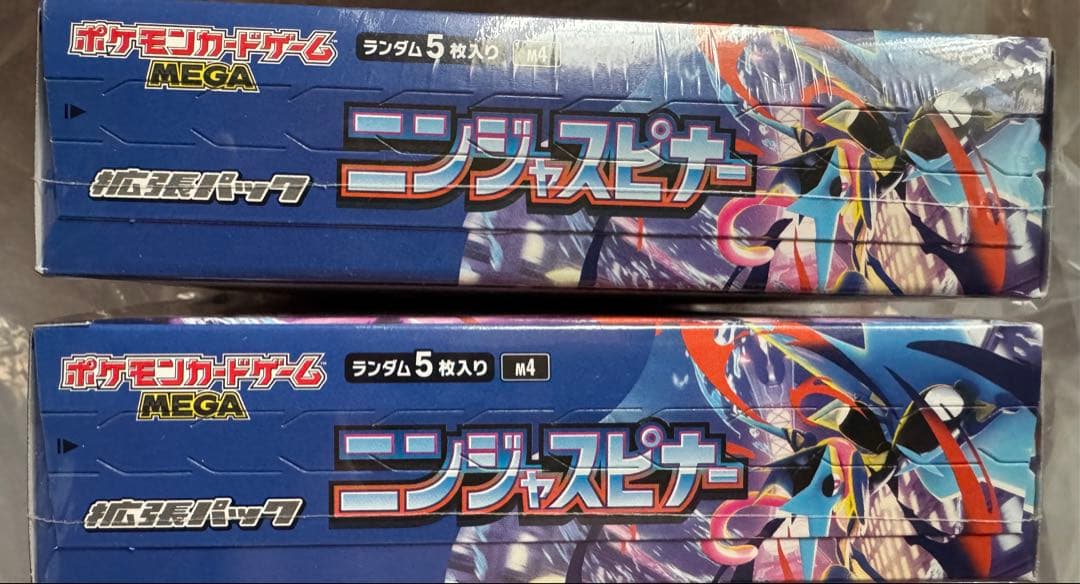 ポケモンカードゲーム
MEGA
ランダム5枚入り
M4
拡張パック
ニンジャスピナー
ポケモンカードゲーム
MEGA
ランダム5枚入り
M4
拡張パック
ニンジャスピナー